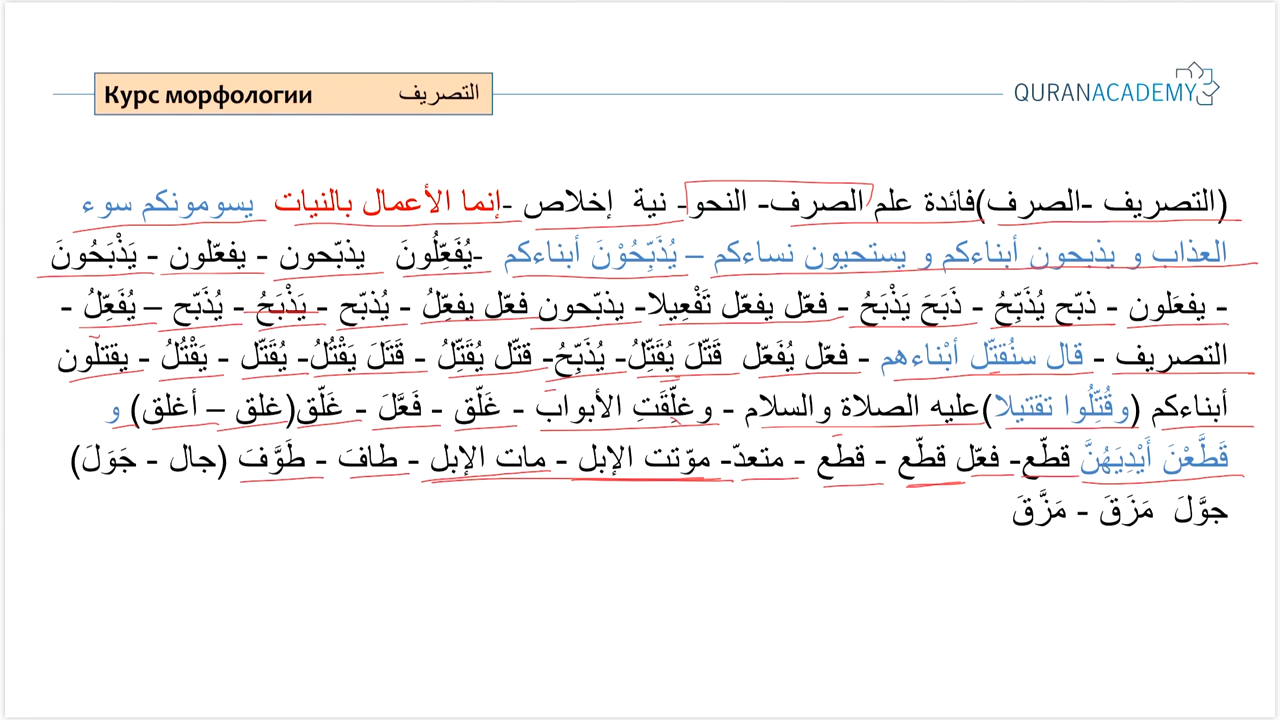 Курс морфологии التصريف
QURANACADEMY
(التصريف -الصرف)فائدة علم الصرف- النحو- نية إخلاص -إنما الأعمال بالنيات يسومونكم سوء
العذاب و يذبحون أبناءكم و يستحيون نساءكم – يُذَبِّحُوْنَ أبناءكم -يُفَعِّلُونَ يذبّحون - يفعّلون - يَذْبَحُونَ
- يفعَلون - ذبّح يُذَبِّحُ - ذَبَحَ يَذْبَحُ - فعّل يفعّل تَفْعِيلا- يذبّحون فعّل يفعِّلُ - يُذبّح - يَذْبَحُ - يُذَبّح – يُفَعِّلُ -
التصريف - قال سنُقتّل أبْناءهم - فعّل يُفَعّل قَتّلَ يُقَتِّلُ- يُذَبِّحُ- قتّل يُقَتِّلُ - قَتَلَ يَقْتُلُ- يُقَتّل - يَقْتُلُ - يقتلون
أبناءكم (وقُتِّلُوا تقتيلا)عليه الصلاة والسلام - وغلّقَتِ الأبواب - غَلّق - فَعَّلَ - غَلّق(غلق – أغلق) و
قَطَّعْنَ أَيْدِيَهُنَّ قطّع- فعّل قطّع - قطَع - متعدّ- موّتت الإبل - مات الإبل - طافَ - طَوَّفَ (جال - جَوَلَ)
جوَّلَ مَزَقَ - مَزَّقَ